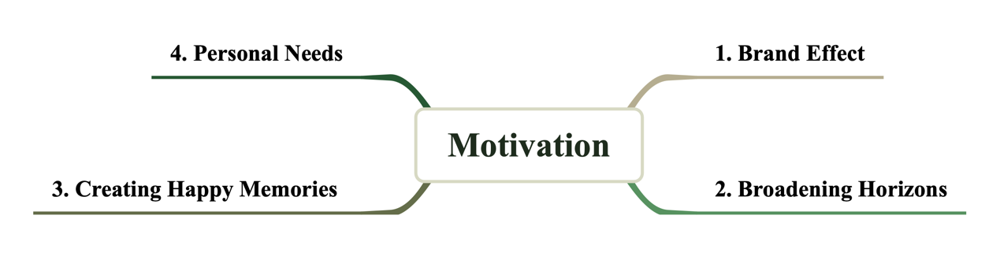 4. Personal Needs
1. Brand Effect
Motivation
3. Creating Happy Memories
2. Broadening Horizons